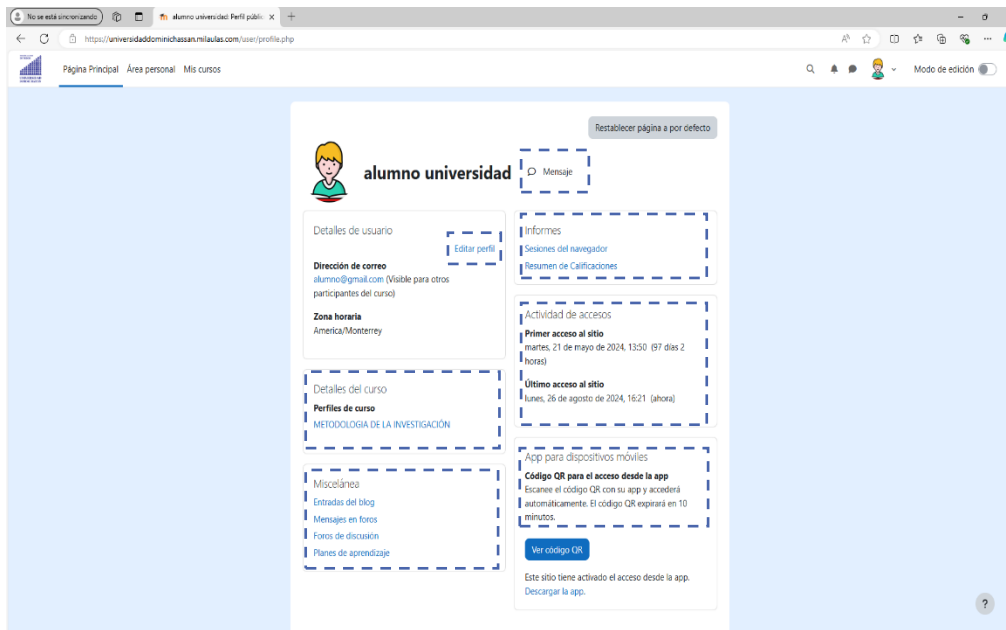 No se está sincronizando
alumno universidad: Perfil públic
https://universidaddominichassan.milaulas.com/user/profile.php
Página Principal Área personal Mis cursos
Modo de edición
Restablecer página a por defecto
alumno universidad
Mensaje
Detalles de usuario
Editar perfil
Dirección de correo
alumno@gmail.com (Visible para otros
participantes del curso)
Zona horaria
America/Monterrey
Detalles del curso
Perfiles de curso
METODOLOGIA DE LA INVESTIGACIÓN
Miscelánea
Entradas del blog
Mensajes en foros
Foros de discusión
Planes de aprendizaje
Informes
Sesiones del navegador
Resumen de Calificaciones
Actividad de accesos
Primer acceso al sitio
martes, 21 de mayo de 2024, 13:50 (97 días 2
horas)
Último acceso al sitio
lunes, 26 de agosto de 2024, 16:21 (ahora)
App para dispositivos móviles
Código QR para el acceso desde la app
Escanee el código QR con su app y accederá
automáticamente. El código QR expirará en 10
minutos.
Ver código QR
Este sitio tiene activado el acceso desde la app.
Descargar la app.
?